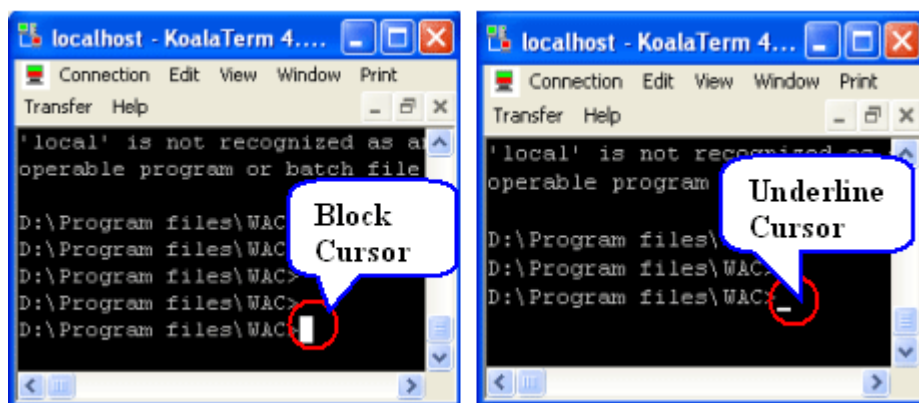 localhost - KoalaTerm 4....
Connection Edit View Window Print
Transfer Help
'local' is not recognized as
operable program or batch file
D:\Program files\WAC
D:\Program files\WAC
D:\Program files\WAC>
D:\Program files\WAC>
D:\Program files\WAC
Block
Cursor
localhost - KoalaTerm 4...
Connection Edit View Window Print
Transfer Help
'local' is not recognized as
operable program
D:\Program files\
D:\Program files\WAC>
D:\Program files\WAC>
Underline
Cursor